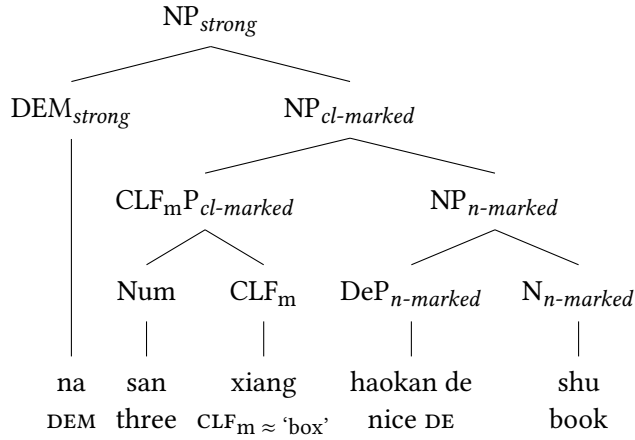 NP_strong
DEM_strong NP_cl-marked
CLF_mP_cl-marked NP_n-marked
Num CLF_m DeP_n-marked N_n-marked
na san xiang haokan de shu
DEM three CLF_m ≈ ‘box’ nice DE book